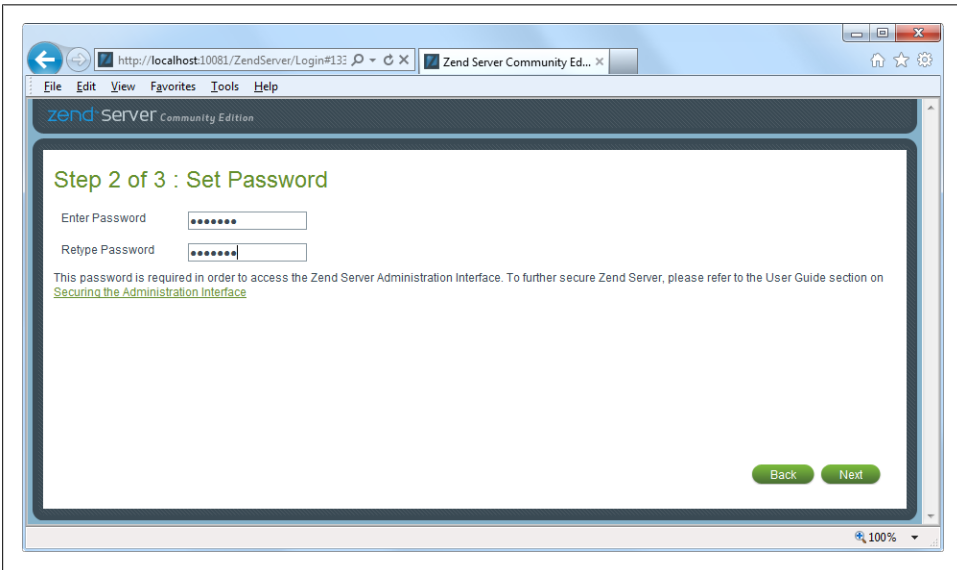 http://localhost:10081/ZendServer/Login#133
Zend Server Community Ed...
File Edit View Favorites Tools Help
zend server Community Edition
Step 2 of 3 : Set Password
Enter Password •••••••
Retype Password •••••••
This password is required in order to access the Zend Server Administration Interface. To further secure Zend Server, please refer to the User Guide section on
Securing the Administration Interface
Back Next
100%